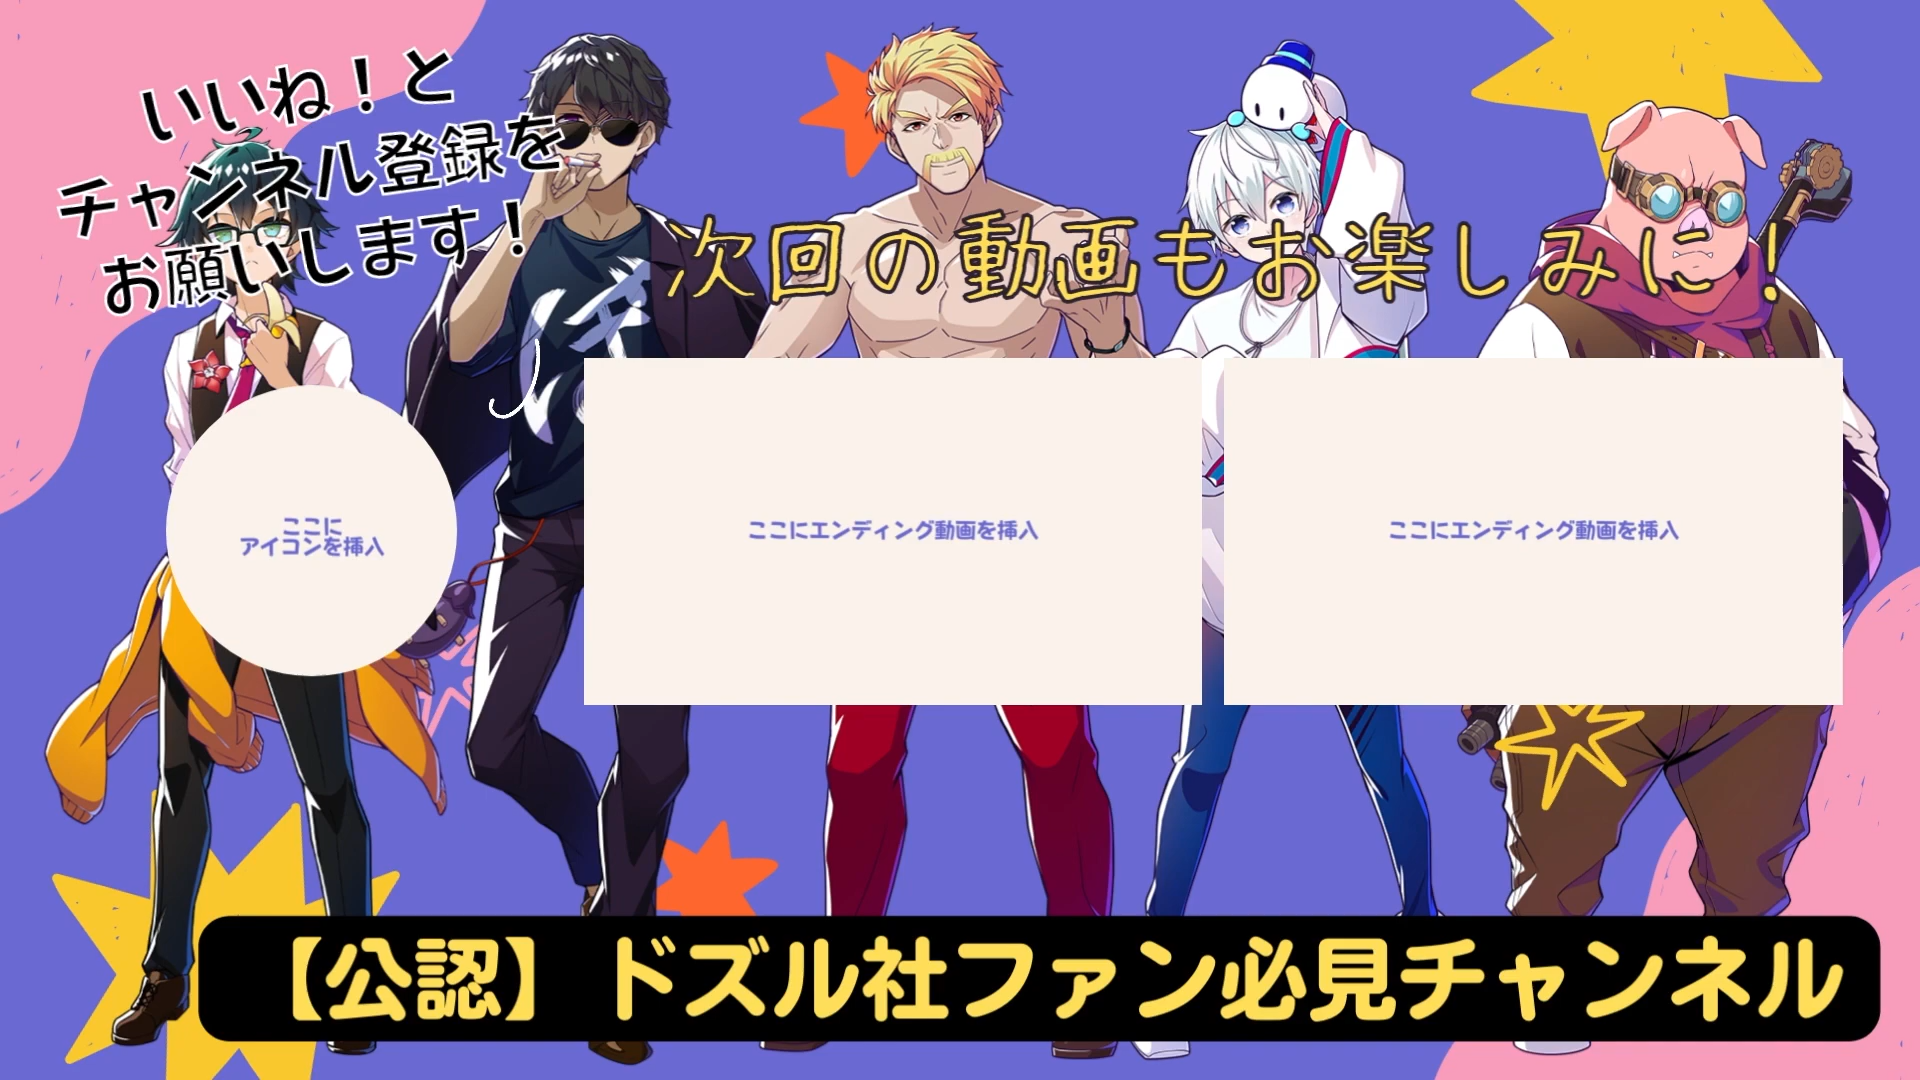 いいね！と
チャンネル登録を
お願いします！
次回の動画もお楽しみに！
ここに
アイコンを挿入
ここにエンディング動画を挿入
ここにエンディング動画を挿入
【公認】ドズル社ファン必見チャンネル